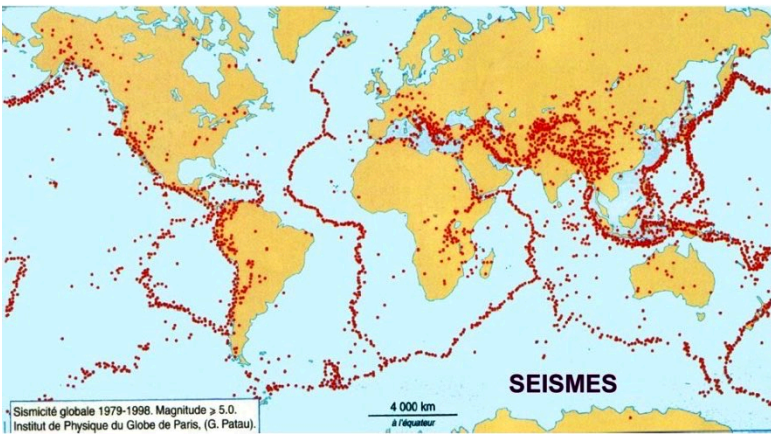 SEISMES
4 000 km
à l'équateur
Sismicité globale 1979-1998. Magnitude ⩾ 5.0.
Institut de Physique du Globe de Paris, (G. Patau).